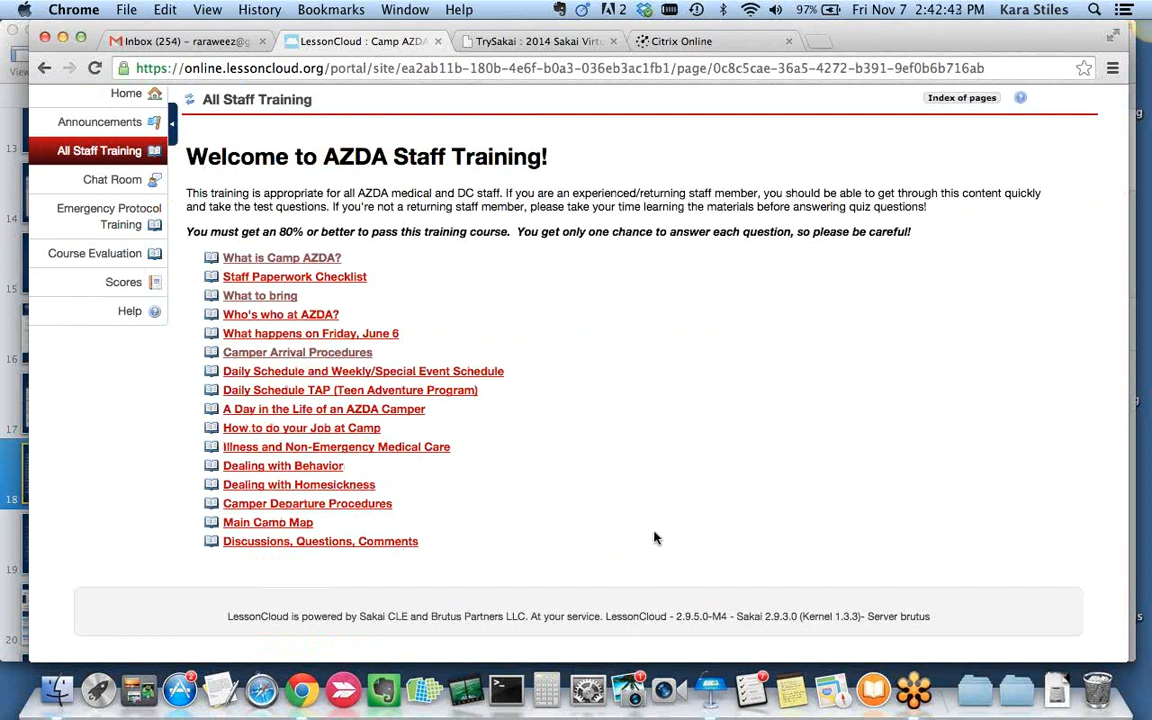 Chrome File Edit View History Bookmarks Window Help 2 97% Fri Nov 7 2:42:43 PM Kara Stiles
Inbox (254) – raraweez@g
LessonCloud : Camp AZDA
TrySakai : 2014 Sakai Virtu
Citrix Online
https://online.lessoncloud.org/portal/site/ea2ab11b-180b-4e6f-b0a3-036eb3ac1fb1/page/0c8c5cae-36a5-4272-b391-9ef0b6b716ab
View
13
14
15
16
17
18
19
20
Home
Announcements
All Staff Training
Chat Room
Emergency Protocol
Training
Course Evaluation
Scores
Help
All Staff Training
Index of pages
Welcome to AZDA Staff Training!
This training is appropriate for all AZDA medical and DC staff. If you are an experienced/returning staff member, you should be able to get through this content quickly
and take the test questions. If you're not a returning staff member, please take your time learning the materials before answering quiz questions!
You must get an 80% or better to pass this training course. You get only one chance to answer each question, so please be careful!
What is Camp AZDA?
Staff Paperwork Checklist
What to bring
Who's who at AZDA?
What happens on Friday, June 6
Camper Arrival Procedures
Daily Schedule and Weekly/Special Event Schedule
Daily Schedule TAP (Teen Adventure Program)
A Day in the Life of an AZDA Camper
How to do your Job at Camp
Illness and Non-Emergency Medical Care
Dealing with Behavior
Dealing with Homesickness
Camper Departure Procedures
Main Camp Map
Discussions, Questions, Comments
LessonCloud is powered by Sakai CLE and Brutus Partners LLC. At your service. LessonCloud - 2.9.5.0-M4 - Sakai 2.9.3.0 (Kernel 1.3.3)- Server brutus